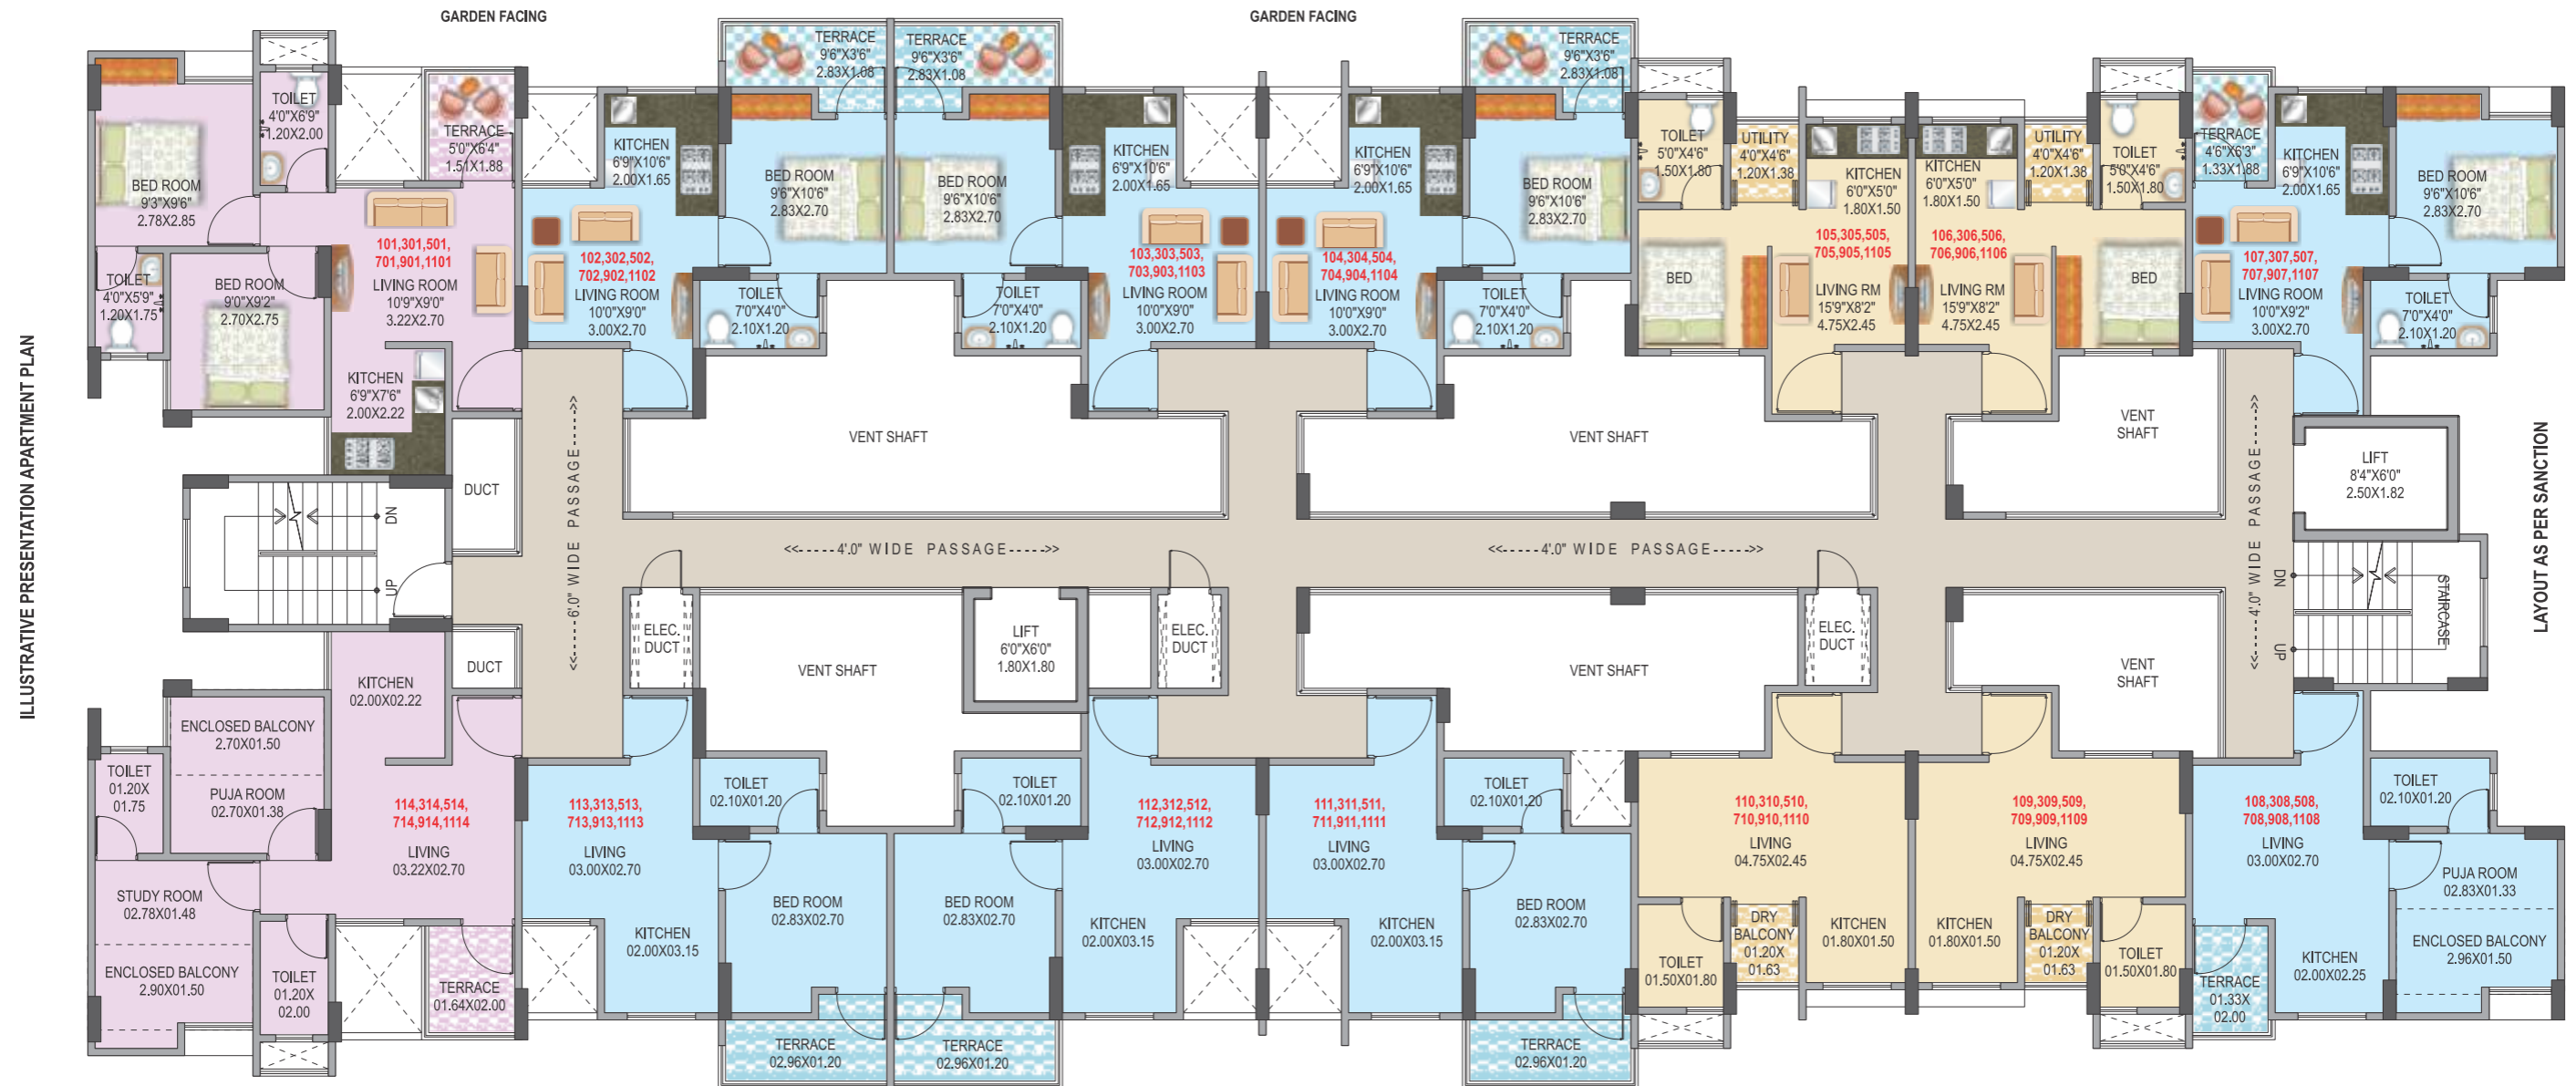 GARDEN FACING
GARDEN FACING
ILLUSTRATIVE PRESENTATION APARTMENT PLAN
LAYOUT AS PER SANCTION
BED ROOM
9'3"X9'6"
2.78X2.85
TOILET
4'0"X6'9"
1.20X2.00
TERRACE
5'0"X6'4"
1.51X1.88
101,301,501,
701,901,1101
LIVING ROOM
10'9"X9'0"
3.22X2.70
TOILET
4'0"X5'9"
1.20X1.75
BED ROOM
9'0"X9'2"
2.70X2.75
KITCHEN
6'9"X7'6"
2.00X2.22
KITCHEN
6'9"X10'6"
2.00X1.65
102,302,502,
702,902,1102
LIVING ROOM
10'0"X9'0"
3.00X2.70
TERRACE
9'6"X3'6"
2.83X1.08
BED ROOM
9'6"X10'6"
2.83X2.70
TOILET
7'0"X4'0"
2.10X1.20
TERRACE
9'6"X3'6"
2.83X1.08
BED ROOM
9'6"X10'6"
2.83X2.70
TOILET
7'0"X4'0"
2.10X1.20
KITCHEN
6'9"X10'6"
2.00X1.65
103,303,503,
703,903,1103
LIVING ROOM
10'0"X9'0"
3.00X2.70
KITCHEN
6'9"X10'6"
2.00X1.65
104,304,504,
704,904,1104
LIVING ROOM
10'0"X9'0"
3.00X2.70
TERRACE
9'6"X3'6"
2.83X1.08
BED ROOM
9'6"X10'6"
2.83X2.70
TOILET
7'0"X4'0"
2.10X1.20
TOILET
5'0"X4'6"
1.50X1.80
UTILITY
4'0"X4'6"
1.20X1.38
KITCHEN
6'0"X5'0"
1.80X1.50
105,305,505,
705,905,1105
BED
LIVING RM
15'9"X8'2"
4.75X2.45
KITCHEN
6'0"X5'0"
1.80X1.50
UTILITY
4'0"X4'6"
1.20X1.38
TOILET
5'0"X4'6"
1.50X1.80
106,306,506,
706,906,1106
LIVING RM
15'9"X8'2"
4.75X2.45
BED
TERRACE
4'6"X6'3"
1.33X1.88
KITCHEN
6'9"X10'6"
2.00X1.65
BED ROOM
9'6"X10'6"
2.83X2.70
107,307,507,
707,907,1107
LIVING ROOM
10'0"X9'2"
3.00X2.70
TOILET
7'0"X4'0"
2.10X1.20
DUCT
<<-----6'.0" WIDE PASSAGE----->>
VENT SHAFT
VENT SHAFT
VENT
SHAFT
LIFT
8'4"X6'0"
2.50X1.82
DN
UP
<<-----4'.0" WIDE PASSAGE----->>
<<-----4'.0" WIDE PASSAGE----->>
<<-----4'.0" WIDE PASSAGE----->>
DN
UP
STAIRCASE
DUCT
ELEC.
DUCT
VENT SHAFT
LIFT
6'0"X6'0"
1.80X1.80
ELEC.
DUCT
VENT SHAFT
ELEC.
DUCT
VENT
SHAFT
KITCHEN
02.00X02.22
ENCLOSED BALCONY
2.70X01.50
PUJA ROOM
02.70X01.38
TOILET
01.20X
01.75
114,314,514,
714,914,1114
LIVING
03.22X02.70
STUDY ROOM
02.78X01.48
ENCLOSED BALCONY
2.90X01.50
TOILET
01.20X
02.00
TERRACE
01.64X02.00
113,313,513,
713,913,1113
LIVING
03.00X02.70
KITCHEN
02.00X03.15
TOILET
02.10X01.20
BED ROOM
02.83X02.70
TERRACE
02.96X01.20
TOILET
02.10X01.20
BED ROOM
02.83X02.70
TERRACE
02.96X01.20
112,312,512,
712,912,1112
LIVING
03.00X02.70
KITCHEN
02.00X03.15
111,311,511,
711,911,1111
LIVING
03.00X02.70
KITCHEN
02.00X03.15
TOILET
02.10X01.20
BED ROOM
02.83X02.70
TERRACE
02.96X01.20
110,310,510,
710,910,1110
LIVING
04.75X02.45
TOILET
01.50X01.80
DRY
BALCONY
01.20X
01.63
KITCHEN
01.80X01.50
109,309,509,
709,909,1109
LIVING
04.75X02.45
KITCHEN
01.80X01.50
DRY
BALCONY
01.20X
01.63
TOILET
01.50X01.80
108,308,508,
708,908,1108
LIVING
03.00X02.70
TOILET
02.10X01.20
PUJA ROOM
02.83X01.33
ENCLOSED BALCONY
2.96X01.50
KITCHEN
02.00X02.25
TERRACE
01.33X
02.00